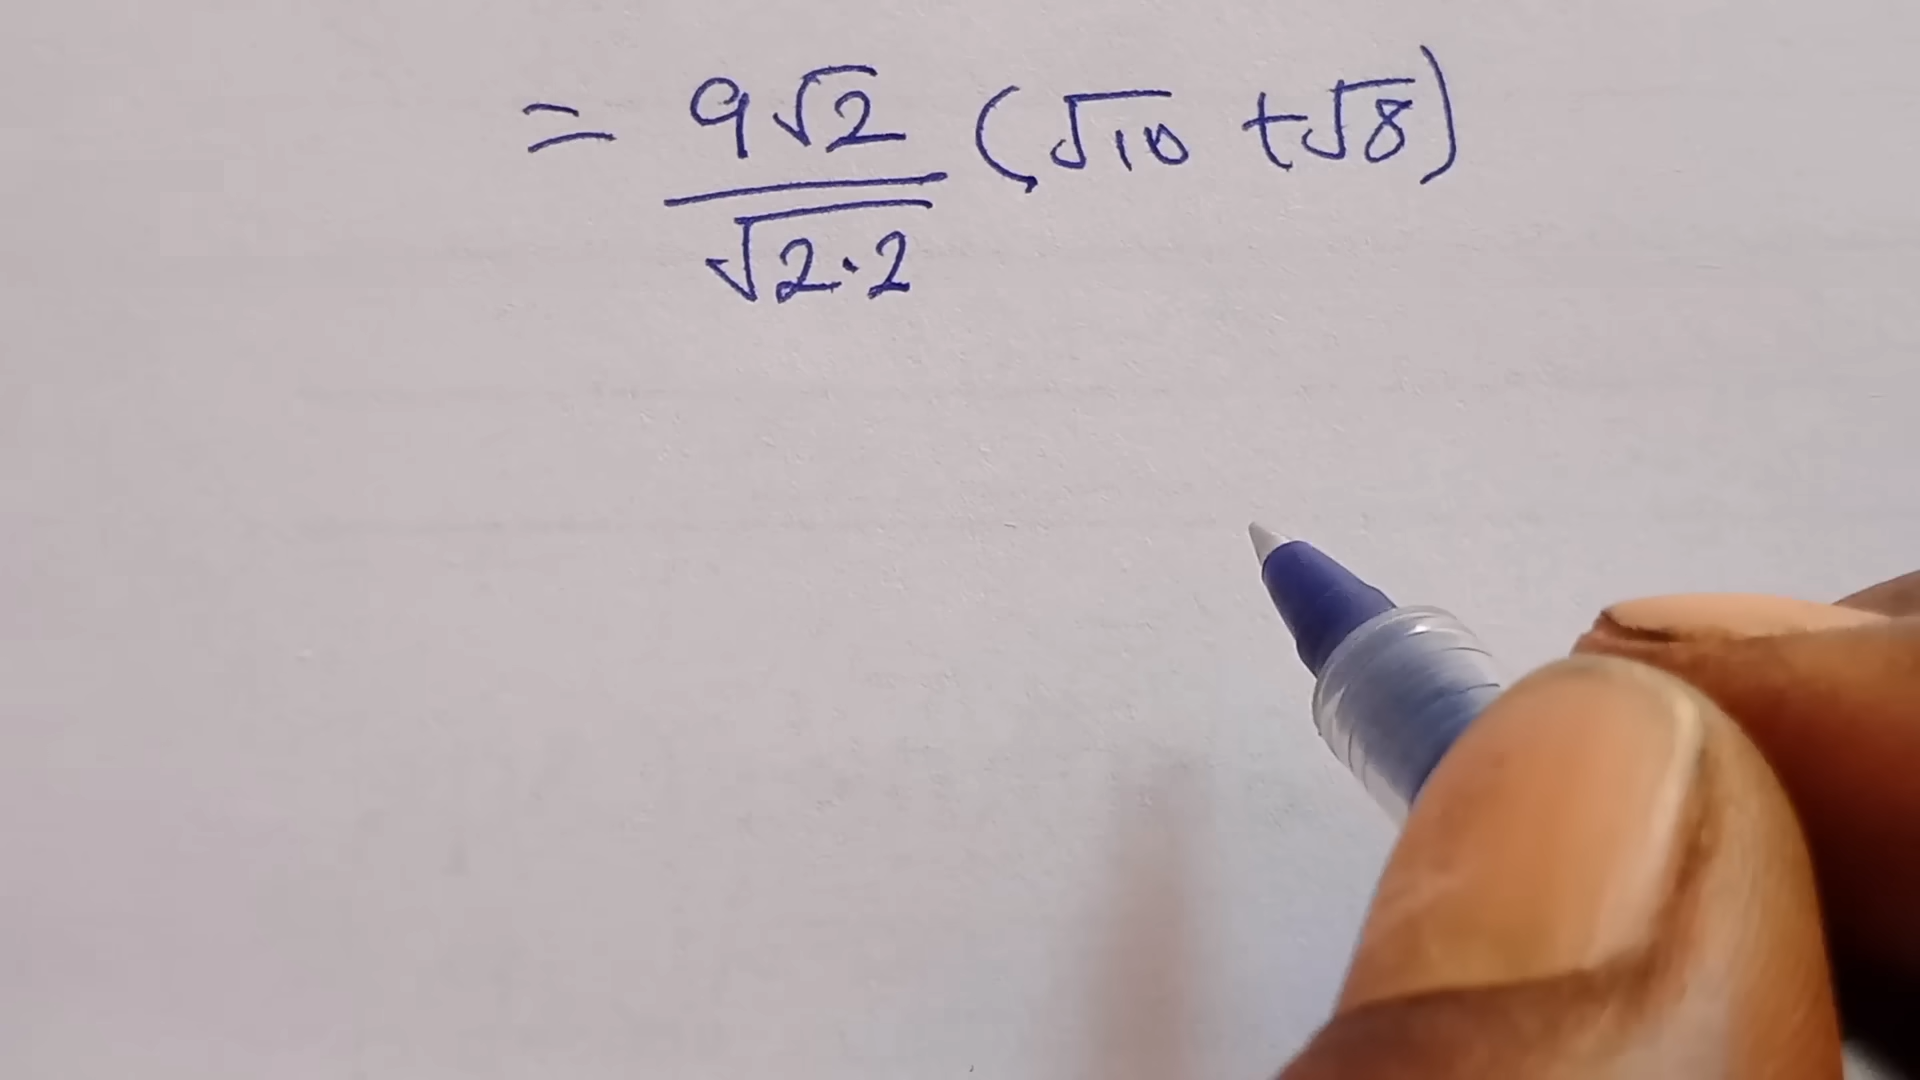 = 9√2 / √2·2 (√10 + √8)